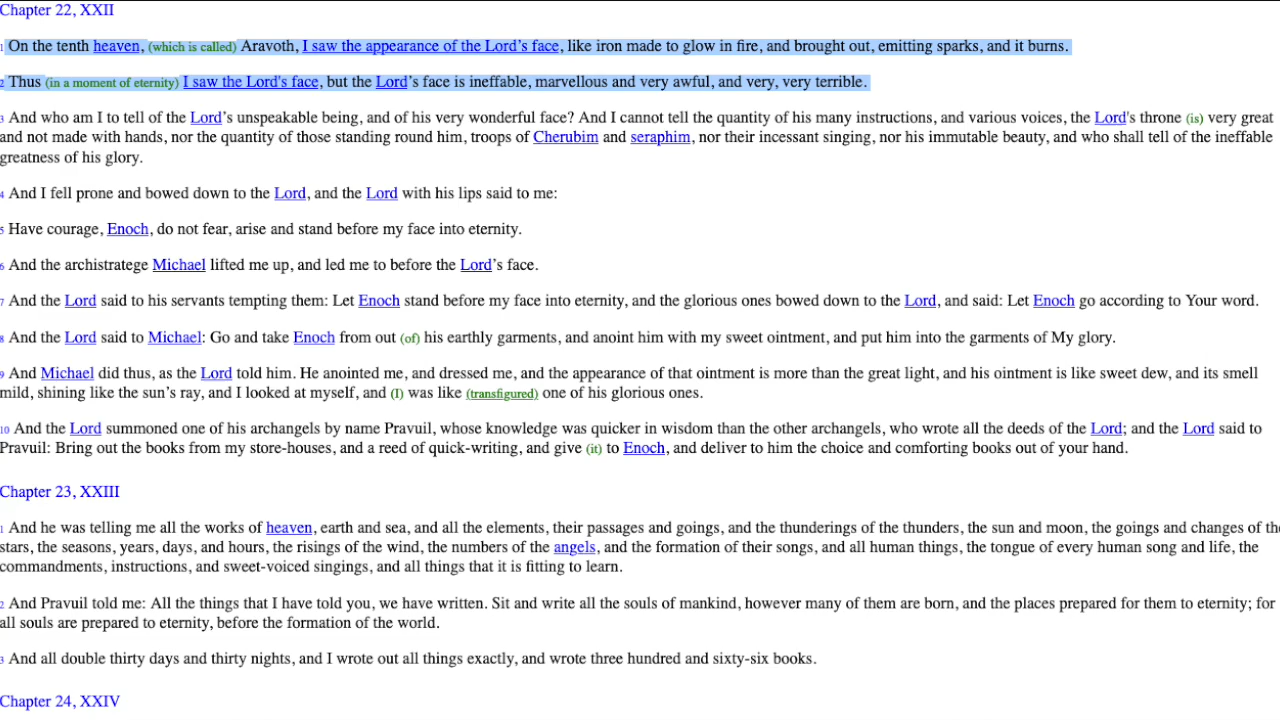 Chapter 22, XXII
1 On the tenth heaven, (which is called) Aravoth, I saw the appearance of the Lord’s face, like iron made to glow in fire, and brought out, emitting sparks, and it burns.
2 Thus (in a moment of eternity) I saw the Lord's face, but the Lord’s face is ineffable, marvellous and very awful, and very, very terrible.
3 And who am I to tell of the Lord’s unspeakable being, and of his very wonderful face? And I cannot tell the quantity of his many instructions, and various voices, the Lord's throne (is) very great
and not made with hands, nor the quantity of those standing round him, troops of Cherubim and seraphim, nor their incessant singing, nor his immutable beauty, and who shall tell of the ineffable
greatness of his glory.
4 And I fell prone and bowed down to the Lord, and the Lord with his lips said to me:
5 Have courage, Enoch, do not fear, arise and stand before my face into eternity.
6 And the archistratege Michael lifted me up, and led me to before the Lord’s face.
7 And the Lord said to his servants tempting them: Let Enoch stand before my face into eternity, and the glorious ones bowed down to the Lord, and said: Let Enoch go according to Your word.
8 And the Lord said to Michael: Go and take Enoch from out (of) his earthly garments, and anoint him with my sweet ointment, and put him into the garments of My glory.
9 And Michael did thus, as the Lord told him. He anointed me, and dressed me, and the appearance of that ointment is more than the great light, and his ointment is like sweet dew, and its smell
mild, shining like the sun’s ray, and I looked at myself, and (I) was like (transfigured) one of his glorious ones.
10 And the Lord summoned one of his archangels by name Pravuil, whose knowledge was quicker in wisdom than the other archangels, who wrote all the deeds of the Lord; and the Lord said to
Pravuil: Bring out the books from my store-houses, and a reed of quick-writing, and give (it) to Enoch, and deliver to him the choice and comforting books out of your hand.
Chapter 23, XXIII
1 And he was telling me all the works of heaven, earth and sea, and all the elements, their passages and goings, and the thunderings of the thunders, the sun and moon, the goings and changes of the
stars, the seasons, years, days, and hours, the risings of the wind, the numbers of the angels, and the formation of their songs, and all human things, the tongue of every human song and life, the
commandments, instructions, and sweet-voiced singings, and all things that it is fitting to learn.
2 And Pravuil told me: All the things that I have told you, we have written. Sit and write all the souls of mankind, however many of them are born, and the places prepared for them to eternity; for
all souls are prepared to eternity, before the formation of the world.
3 And all double thirty days and thirty nights, and I wrote out all things exactly, and wrote three hundred and sixty-six books.
Chapter 24, XXIV